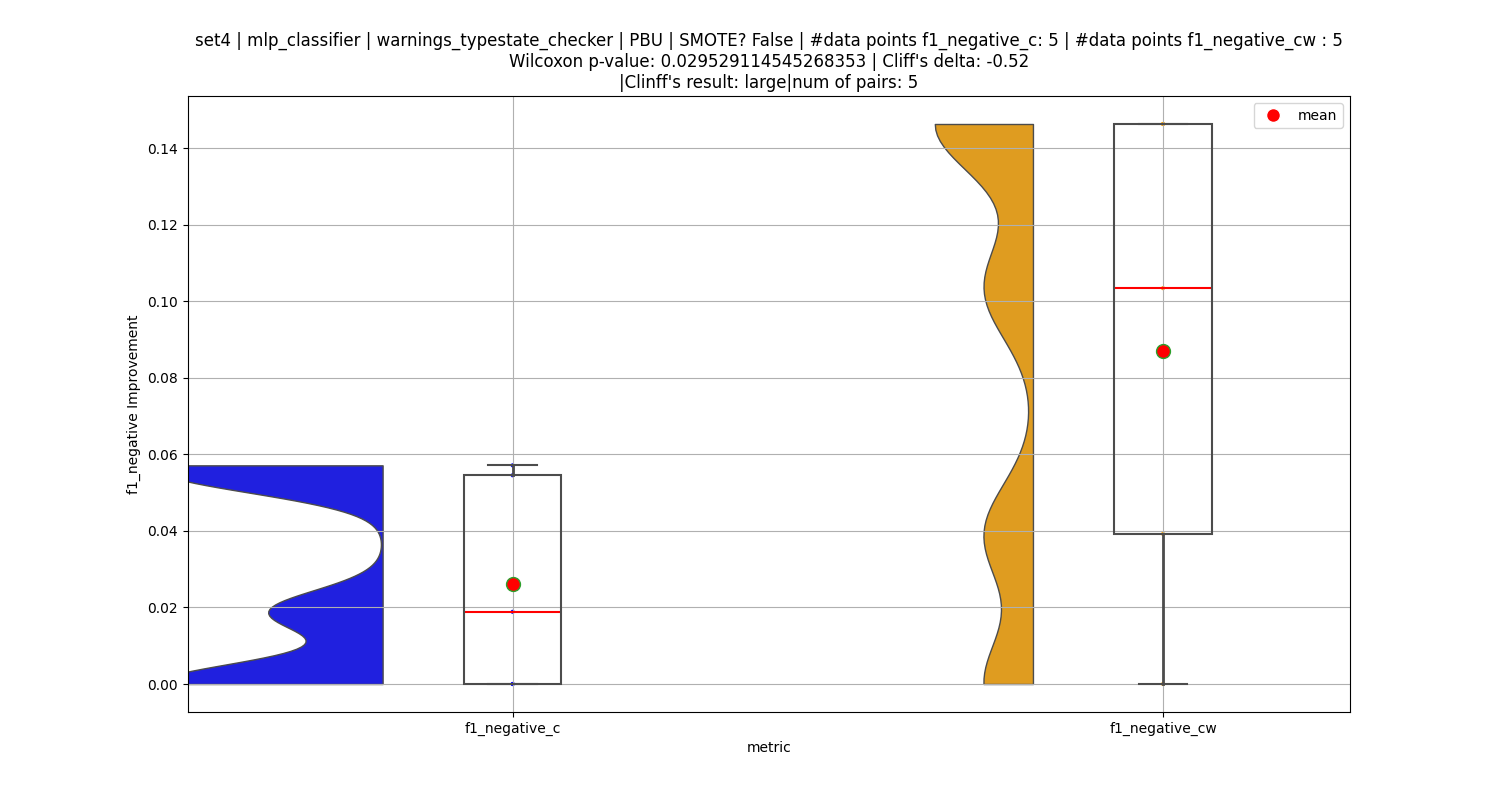 set4 | mlp_classifier | warnings_typestate_checker | PBU | SMOTE? False | #data points f1_negative_c: 5 | #data points f1_negative_cw : 5
Wilcoxon p-value: 0.029529114545268353 | Cliff's delta: -0.52
|Clinff's result: large|num of pairs: 5
mean
0.14
0.12
0.10
0.08
0.06
0.04
0.02
0.00
f1_negative Improvement
f1_negative_c
f1_negative_cw
metric